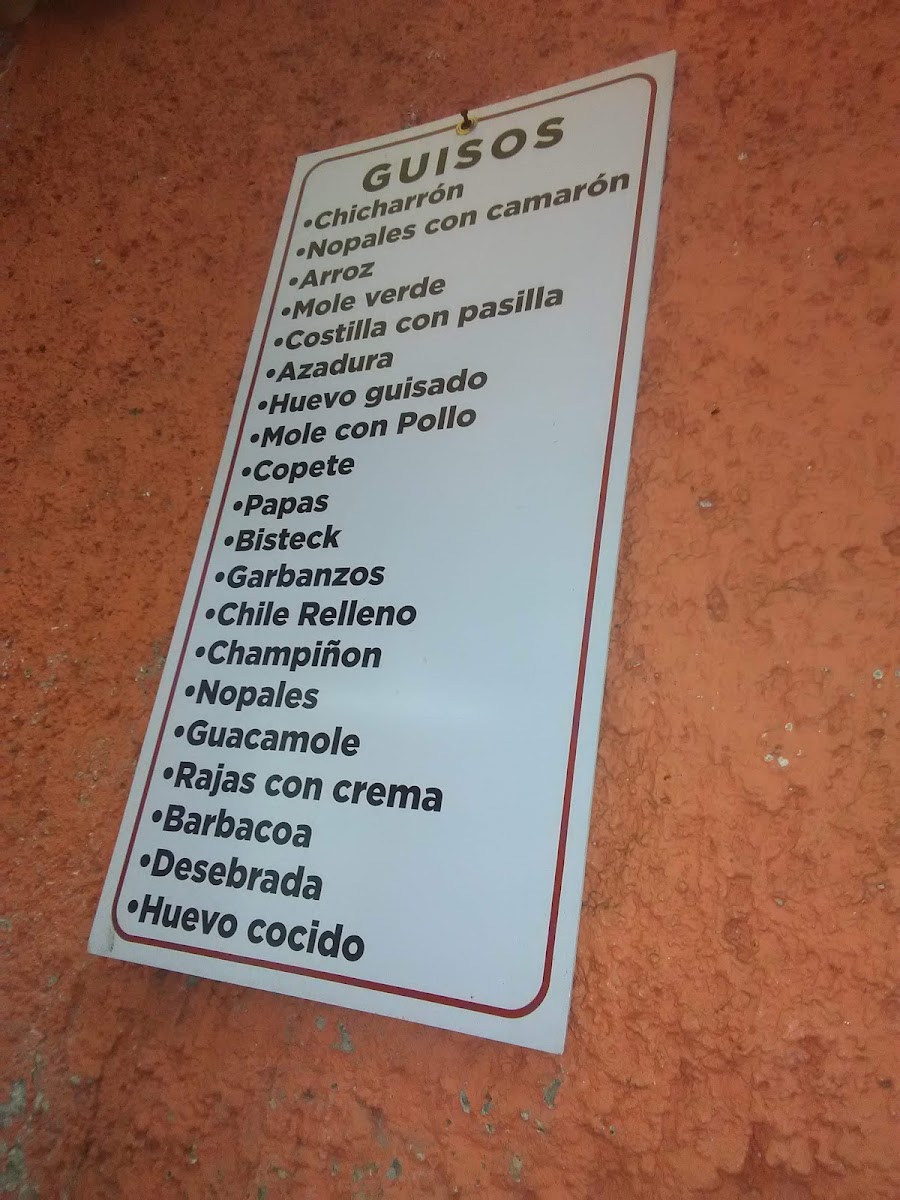 GUISOS
•Chicharrón
•Nopales con camarón
•Arroz
•Mole verde
•Costilla con pasilla
•Azadura
•Huevo guisado
•Mole con Pollo
•Copete
•Papas
•Bisteck
•Garbanzos
•Chile Relleno
•Champiñon
•Nopales
•Guacamole
•Rajas con crema
•Barbacoa
•Desebrada
•Huevo cocido